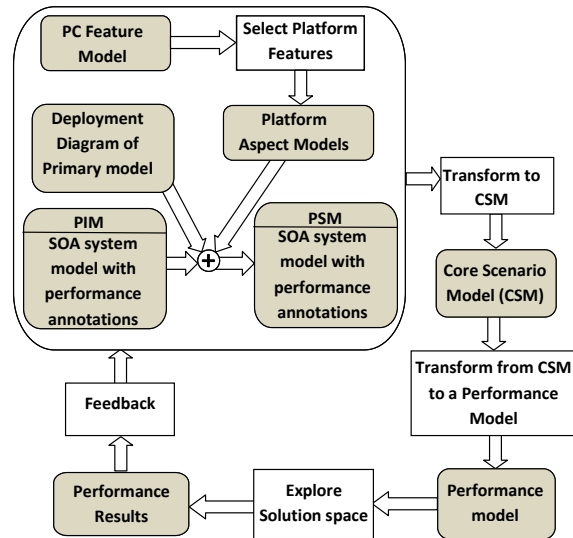 PC Feature
Model
Select Platform
Features
Deployment
Diagram of
Primary model
Platform
Aspect Models
PIM
SOA system
model with
performance
annotations
+
PSM
SOA system
model with
performance
annotations
Transform to
CSM
Core Scenario
Model (CSM)
Transform from CSM
to a Performance
Model
Performance
model
Explore
Solution space
Performance
Results
Feedback